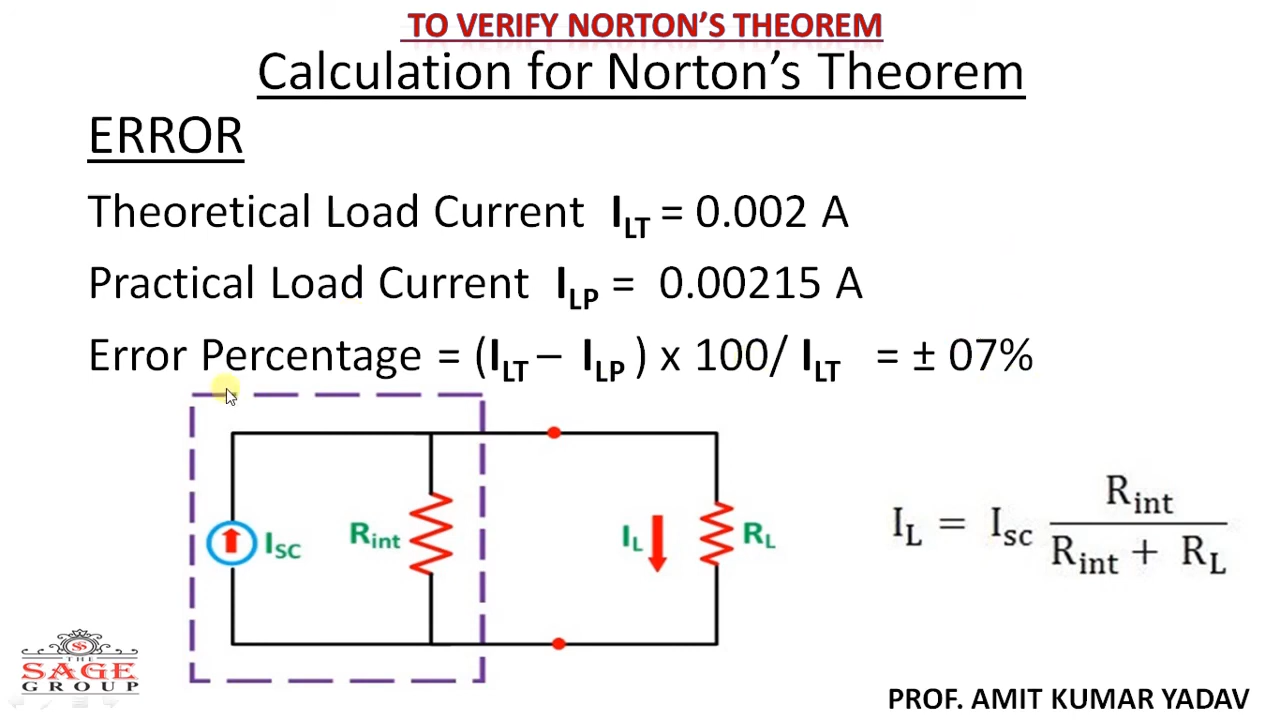 TO VERIFY NORTON'S THEOREM
Calculation for Norton's Theorem
ERROR
Theoretical Load Current I_LT = 0.002 A
Practical Load Current I_LP = 0.00215 A
Error Percentage = (I_LT – I_LP ) x 100/ I_LT = ± 07%
I_SC
R_int
I_L
R_L
I_L = I_sc R_int / (R_int + R_L)
THE
SAGE
GROUP
PROF. AMIT KUMAR YADAV